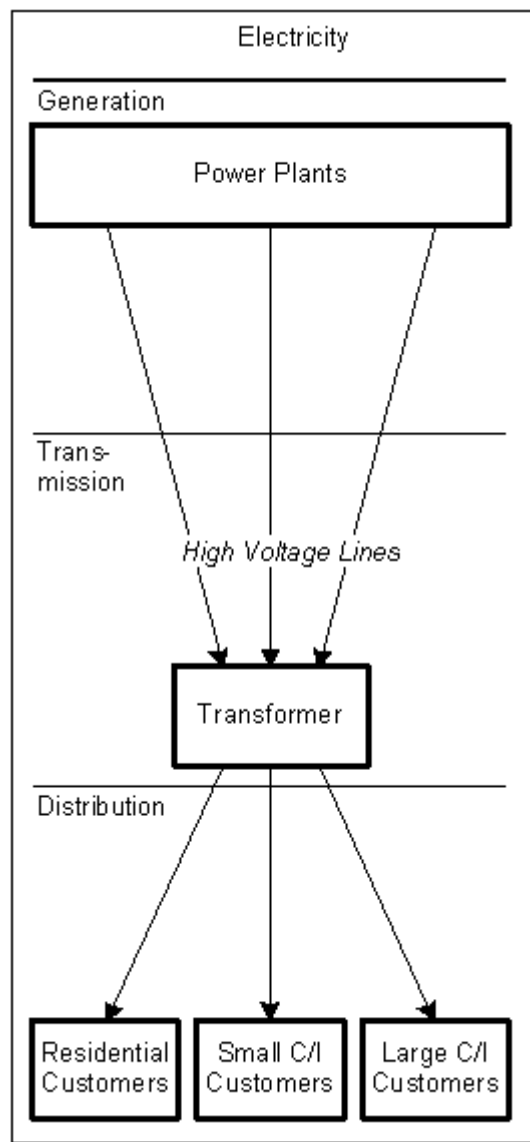 Electricity
Generation
Power Plants
Trans-
mission
High Voltage Lines
Transformer
Distribution
Residential
Customers
Small C/I
Customers
Large C/I
Customers